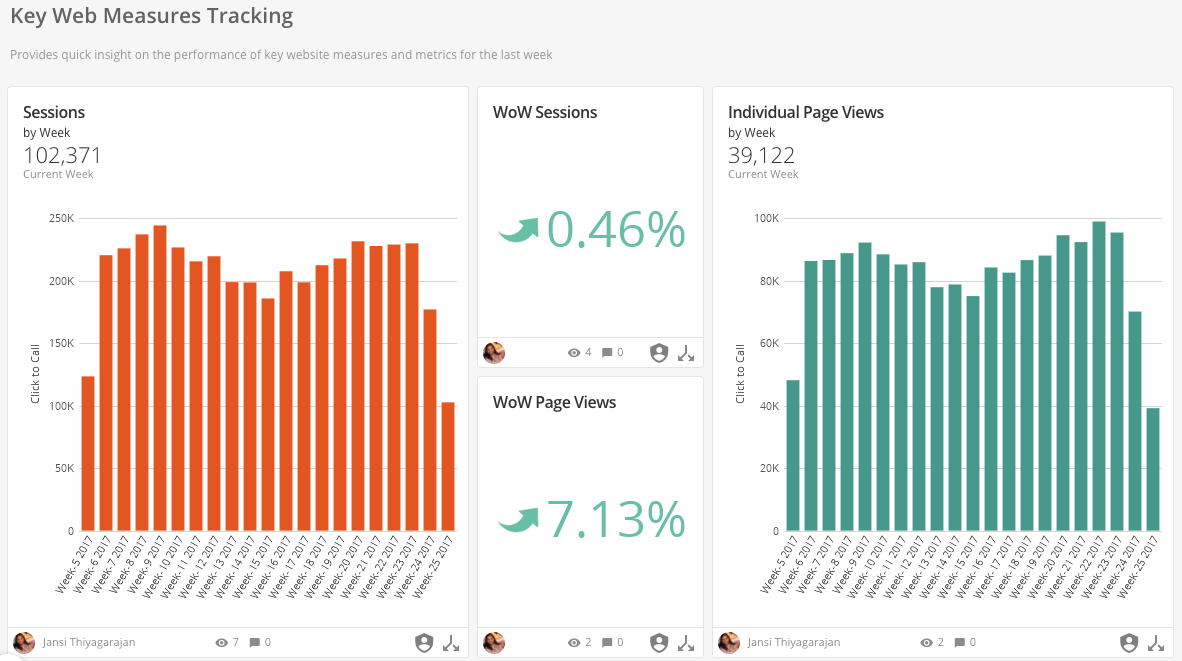 Key Web Measures Tracking
Provides quick insight on the performance of key website measures and metrics for the last week
Sessions
by Week
102,371
Current Week
250K
200K
150K
100K
50K
0
Click to Call
Week-5 2017
Week-6 2017
Week-7 2017
Week-8 2017
Week-9 2017
Week-10 2017
Week-11 2017
Week-12 2017
Week-13 2017
Week-14 2017
Week-15 2017
Week-16 2017
Week-17 2017
Week-18 2017
Week-19 2017
Week-20 2017
Week-21 2017
Week-22 2017
Week-23 2017
Week-24 2017
Week-25 2017
Jansi Thiyagarajan
7
0
WoW Sessions
0.46%
4
0
WoW Page Views
7.13%
2
0
Individual Page Views
by Week
39,122
Current Week
100K
80K
60K
40K
20K
0
Click to Call
Week-5 2017
Week-6 2017
Week-7 2017
Week-8 2017
Week-9 2017
Week-10 2017
Week-11 2017
Week-12 2017
Week-13 2017
Week-14 2017
Week-15 2017
Week-16 2017
Week-17 2017
Week-18 2017
Week-19 2017
Week-20 2017
Week-21 2017
Week-22 2017
Week-23 2017
Week-24 2017
Week-25 2017
Jansi Thiyagarajan
2
0